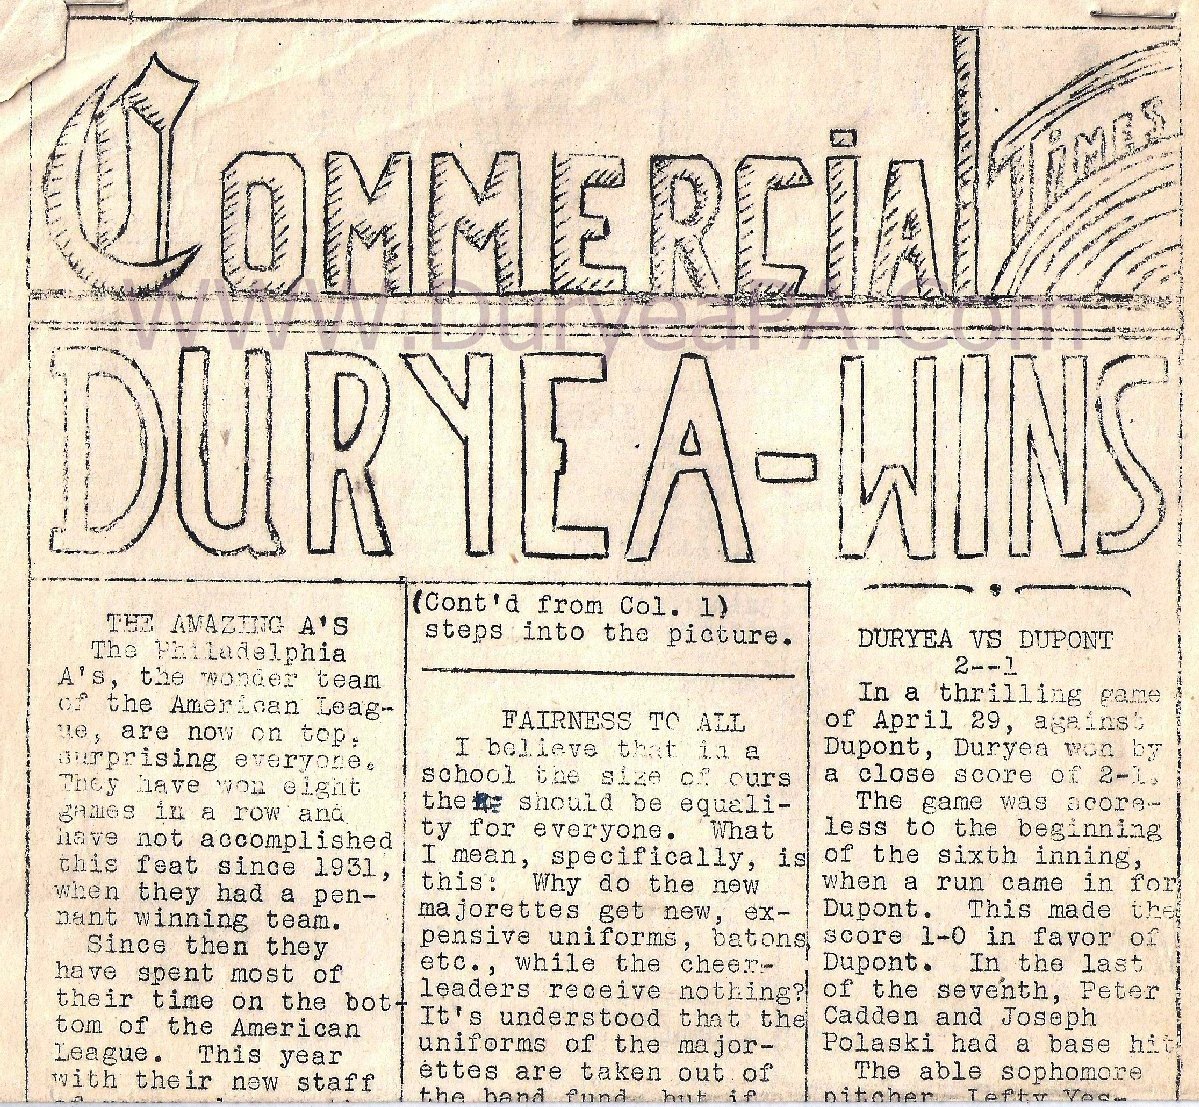 COMMERCIAL TIMES
www.DuryeaPA.com
DURYEA-WINS
THE AMAZING A'S
The Philadelphia
A's, the wonder team
of the American Leag-
ue, are now on top,
surprising everyone.
They have won eight
games in a row and
have not accomplished
this feat since 1931,
when they had a pen-
nant winning team.
Since then they
have spent most of
their time on the bot-
tom of the American
League. This year
with their new staff
(Cont'd from Col. 1)
steps into the picture.
FAIRNESS TO ALL
I believe that in a
school the size of ours
the should be equali-
ty for everyone. What
I mean, specifically, is
this: Why do the new
majorettes get new, ex-
pensive uniforms, batons,
etc., while the cheer-
leaders receive nothing?
It's understood that the
uniforms of the major-
ettes are taken out of
the band fund, but if
DURYEA VS DUPONT
2--1
In a thrilling game
of April 29, against
Dupont, Duryea won by
a close score of 2-1.
The game was score-
less to the beginning
of the sixth inning,
when a run came in for
Dupont. This made the
score 1-0 in favor of
Dupont. In the last
of the seventh, Peter
Cadden and Joseph
Polaski had a base hit
The able sophomore
pitcher, Lefty Yes-